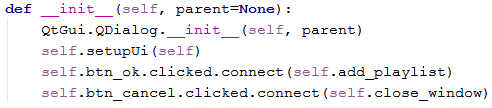 def __init__(self, parent=None):
    QtGui.QDialog.__init__(self, parent)
    self.setupUi(self)
    self.btn_ok.clicked.connect(self.add_playlist)
    self.btn_cancel.clicked.connect(self.close_window)